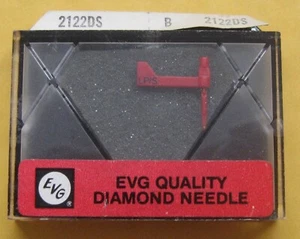 2122DS B 2122DS
EVG
®
EVG QUALITY
DIAMOND NEEDLE